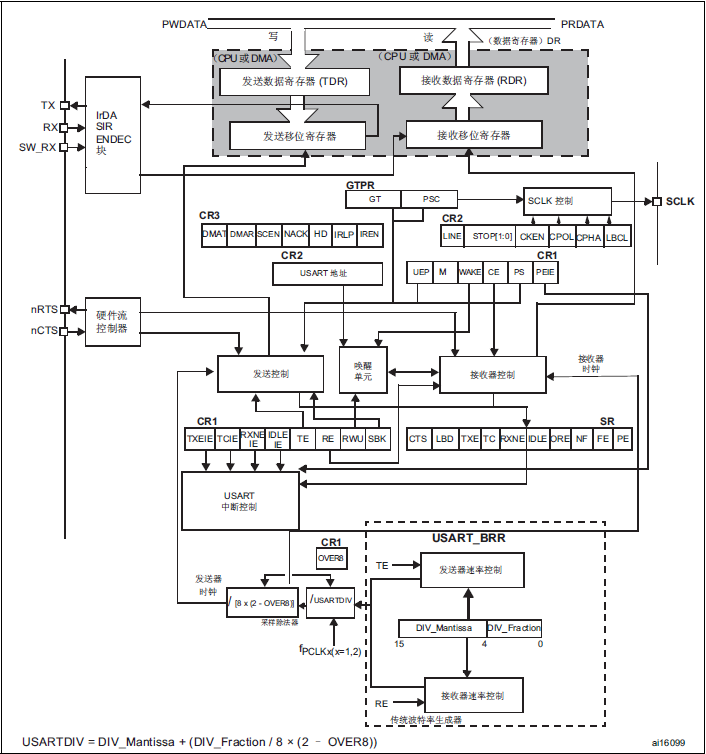 PWDATA
PRDATA
写
读
(数据寄存器) DR
(CPU 或 DMA)
(CPU 或 DMA)
发送数据寄存器 (TDR)
接收数据寄存器 (RDR)
TX
RX
SW_RX
IrDA
SIR
ENDEC
块
发送移位寄存器
接收移位寄存器
GTPR
GT
PSC
SCLK 控制
SCLK
CR3
DMAT
DMAR
SCEN
NACK
HD
IRLP
IREN
CR2
LINE
STOP[1:0]
CKEN
CPOL
CPHA
LBCL
CR2
USART 地址
CR1
UEP
M
WAKE
CE
PS
PEIE
nRTS
nCTS
硬件流
控制器
发送控制
唤醒
单元
接收器控制
接收器
时钟
CR1
TXEIE
TCIE
RXNE
IE
IDLE
IE
TE
RE
RWU
SBK
SR
CTS
LBD
TXE
TC
RXNE
IDLE
ORE
NF
FE
PE
USART
中断控制
CR1
OVER8
USART_BRR
TE
发送器速率控制
发送器
时钟
/ [8 x (2 - OVER8)]
采样除法器
/USARTDIV
fPCLKx(x=1,2)
DIV_Mantissa
DIV_Fraction
15
4
0
RE
接收器速率控制
传统波特率生成器
USARTDIV = DIV_Mantissa + (DIV_Fraction / 8 × (2 – OVER8))
ai16099